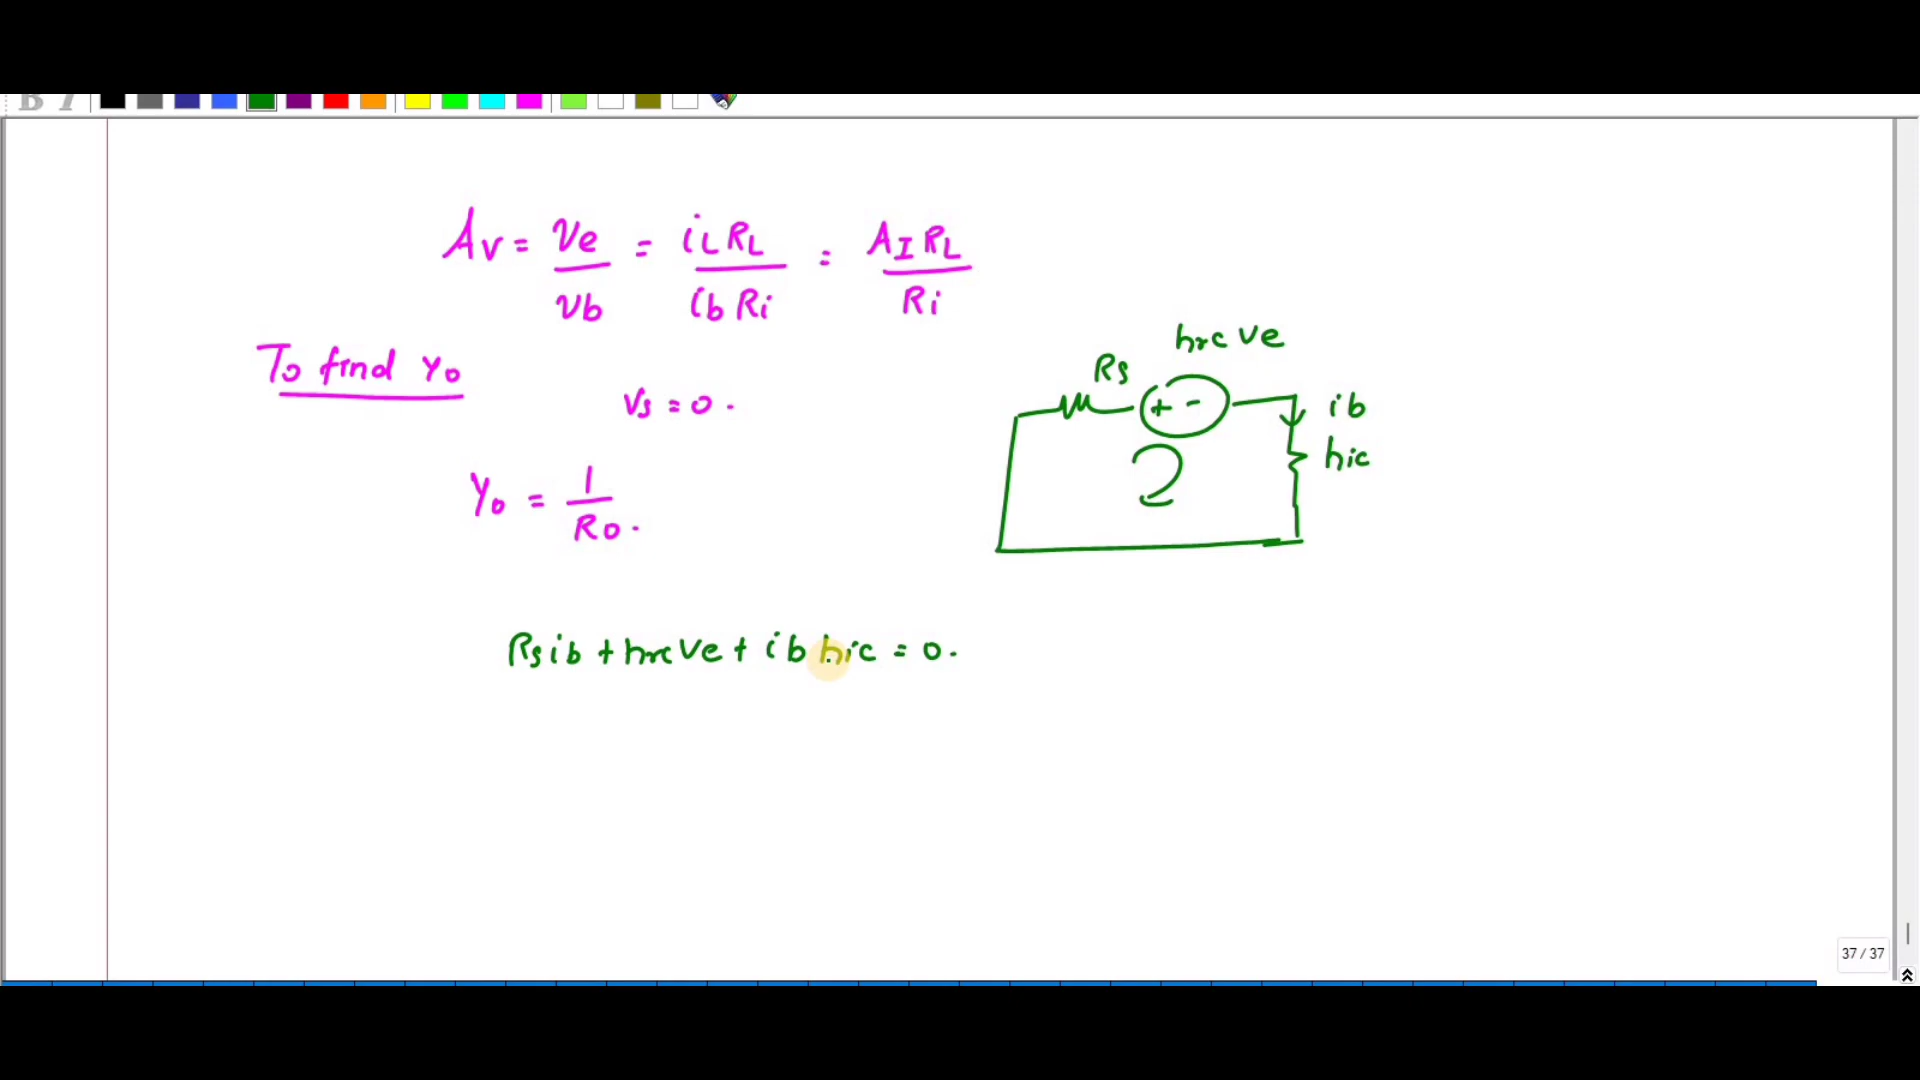 B I
Av = Ve / Vb = iL RL / ib Ri = AI RL / Ri
To find Yo
Vs = 0.
Yo = 1 / Ro.
hrc ve
Rs
+ -
ib
hic
Rs ib + hrc Ve + ib hic = 0.
37 / 37